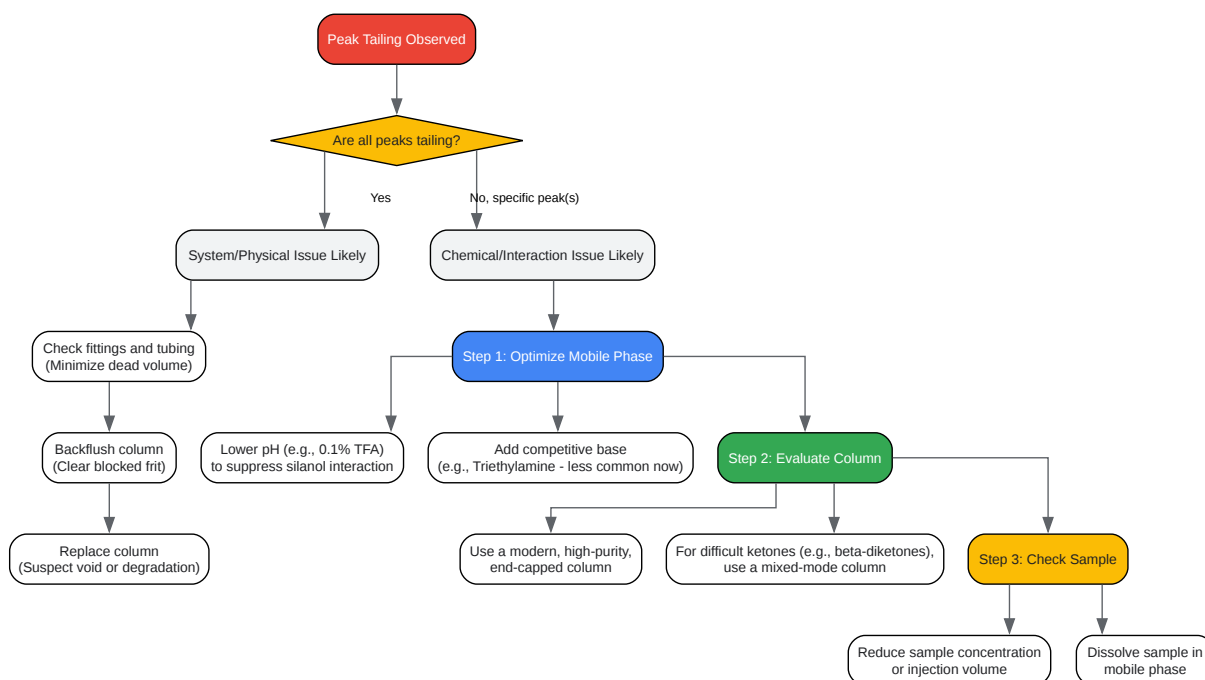 Peak Tailing Observed
Are all peaks tailing?
Yes
No, specific peak(s)
System/Physical Issue Likely
Chemical/Interaction Issue Likely
Check fittings and tubing
(Minimize dead volume)
Step 1: Optimize Mobile Phase
Backflush column
(Clear blocked frit)
Lower pH (e.g., 0.1% TFA)
to suppress silanol interaction
Add competitive base
(e.g., Triethylamine - less common now)
Step 2: Evaluate Column
Replace column
(Suspect void or degradation)
Use a modern, high-purity,
end-capped column
For difficult ketones (e.g., beta-diketones),
use a mixed-mode column
Step 3: Check Sample
Reduce sample concentration
or injection volume
Dissolve sample in
mobile phase